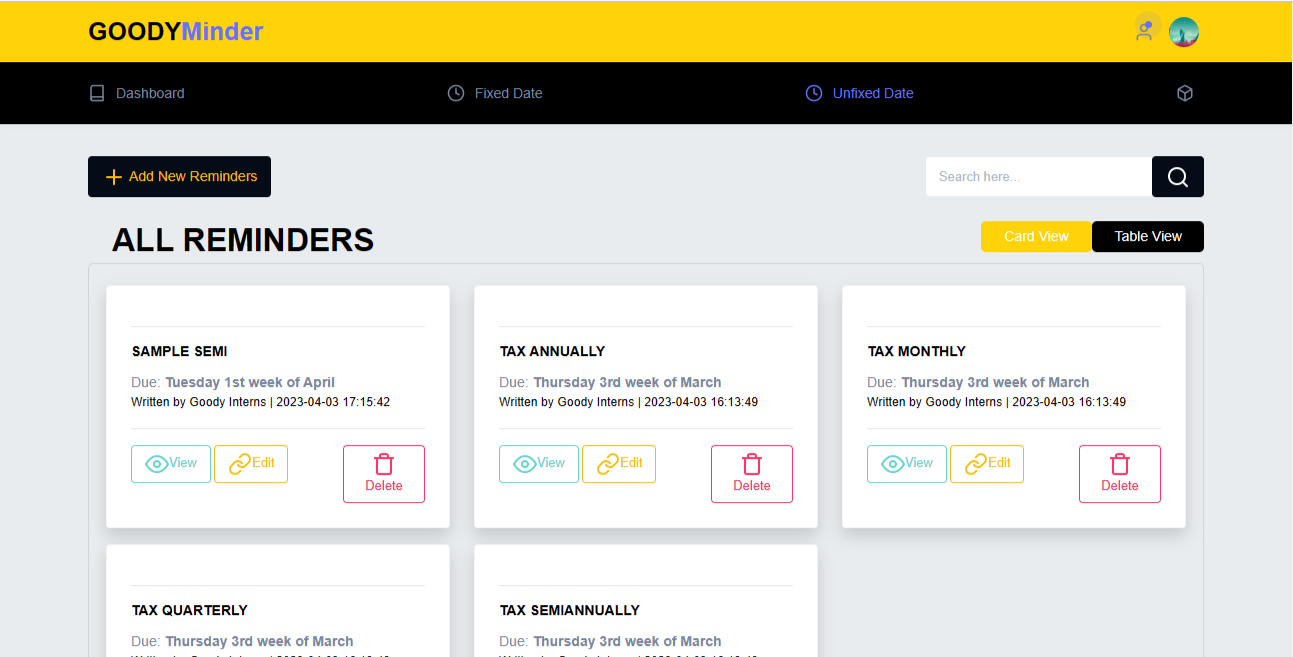 GOODYMinder
Dashboard
Fixed Date
Unfixed Date
Add New Reminders
Search here...
ALL REMINDERS
Card View
Table View
SAMPLE SEMI
Due: Tuesday 1st week of April
Written by Goody Interns | 2023-04-03 17:15:42
View
Edit
Delete
TAX ANNUALLY
Due: Thursday 3rd week of March
Written by Goody Interns | 2023-04-03 16:13:49
View
Edit
Delete
TAX MONTHLY
Due: Thursday 3rd week of March
Written by Goody Interns | 2023-04-03 16:13:49
View
Edit
Delete
TAX QUARTERLY
Due: Thursday 3rd week of March
TAX SEMIANNUALLY
Due: Thursday 3rd week of March